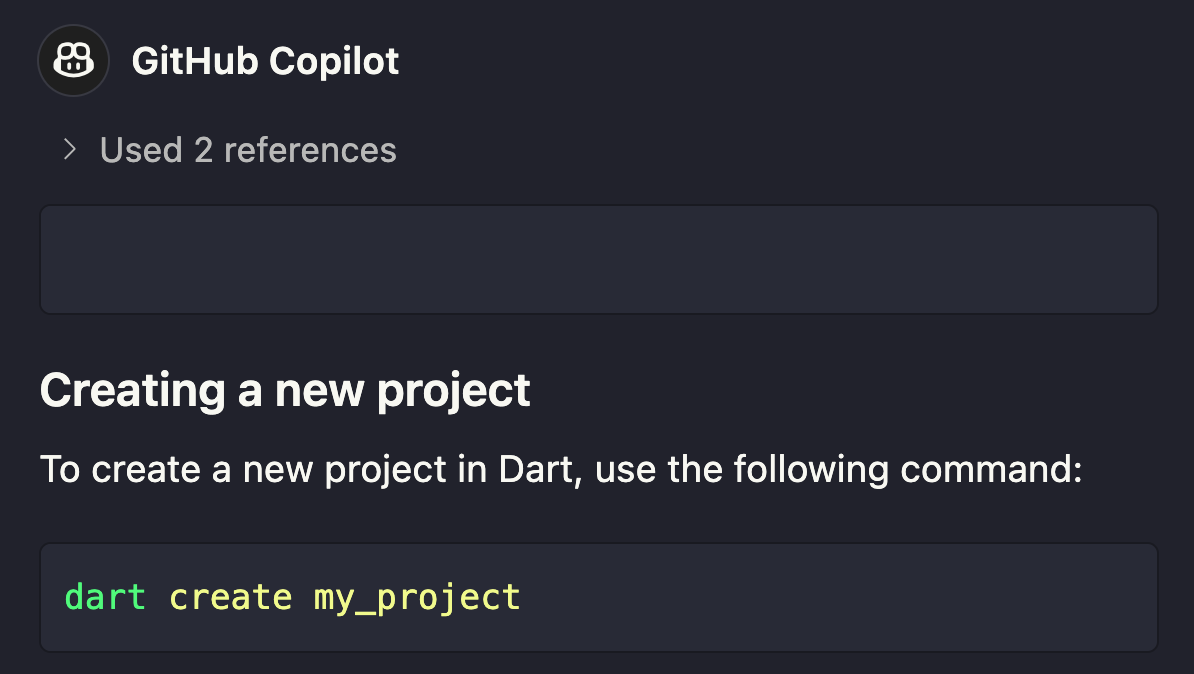 GitHub Copilot
Used 2 references
Creating a new project
To create a new project in Dart, use the following command:
dart create my_project